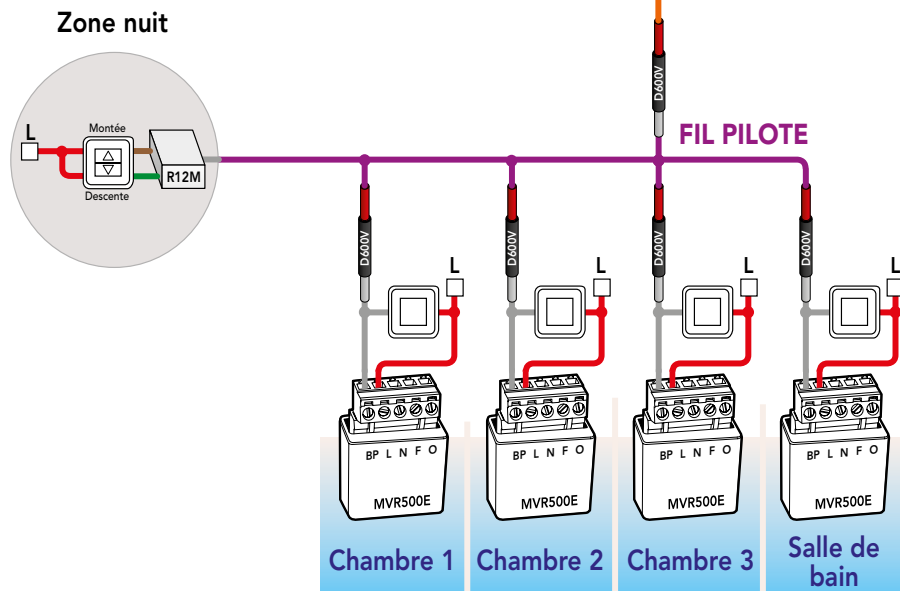 Zone nuit
D600V
FIL PILOTE
L
Montée
R12M
Descente
D600V
D600V
D600V
D600V
L
L
L
L
BP L N F O
BP L N F O
BP L N F O
BP L N F O
MVR500E
MVR500E
MVR500E
MVR500E
Chambre 1
Chambre 2
Chambre 3
Salle de
bain